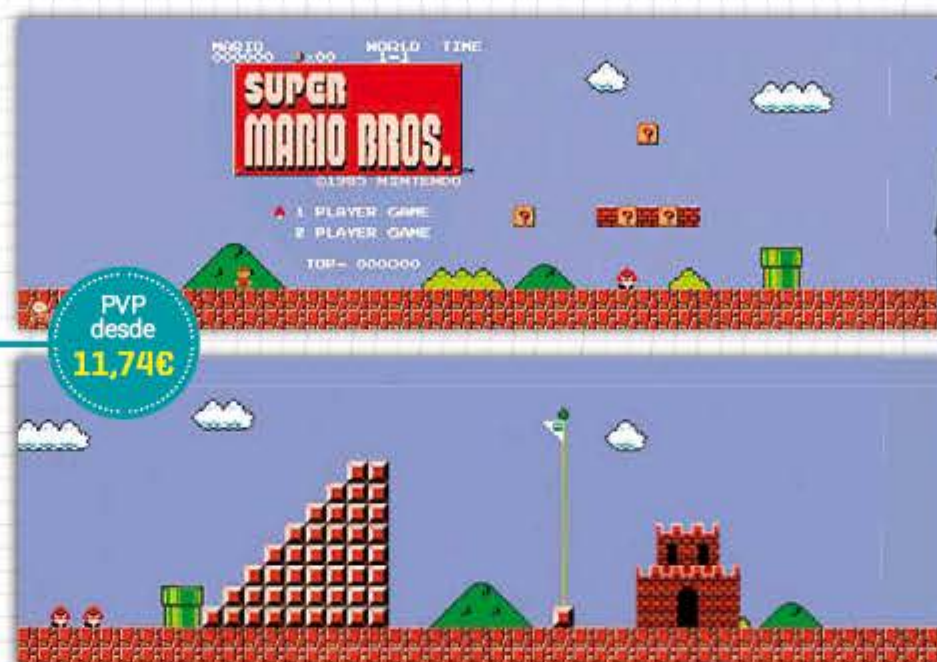 MARIO WORLD TIME
000000 :00 1-1
SUPER
MARIO BROS.
©1985 NINTENDO
1 PLAYER GAME
2 PLAYER GAME
TOP- 000000
?
? ? ?
PVP
desde
11,74€